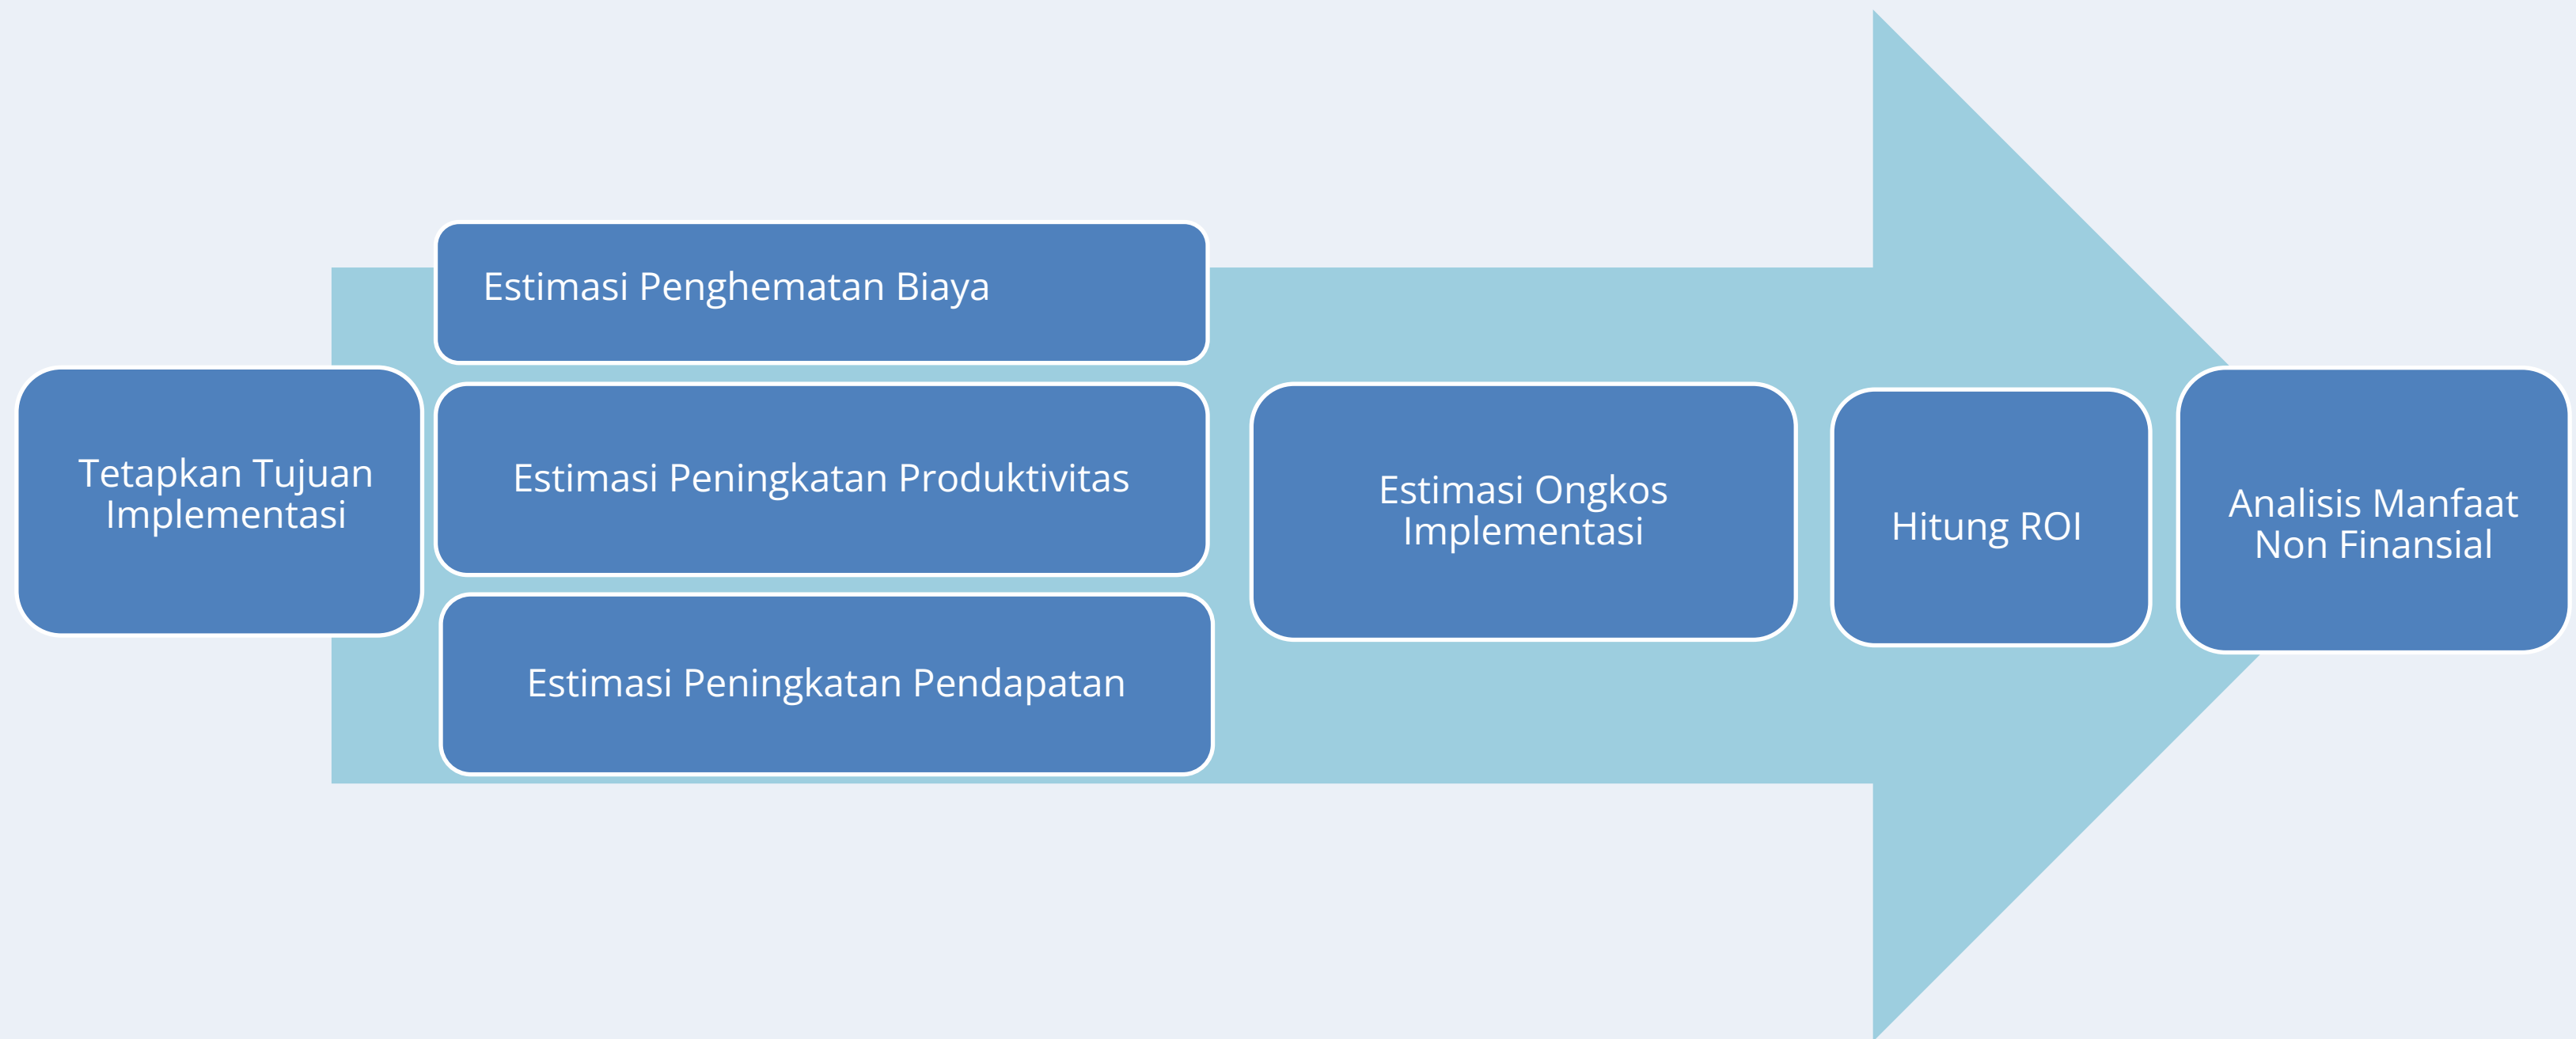 Tetapkan Tujuan
Implementasi
Estimasi Penghematan Biaya
Estimasi Peningkatan Produktivitas
Estimasi Peningkatan Pendapatan
Estimasi Ongkos
Implementasi
Hitung ROI
Analisis Manfaat
Non Finansial